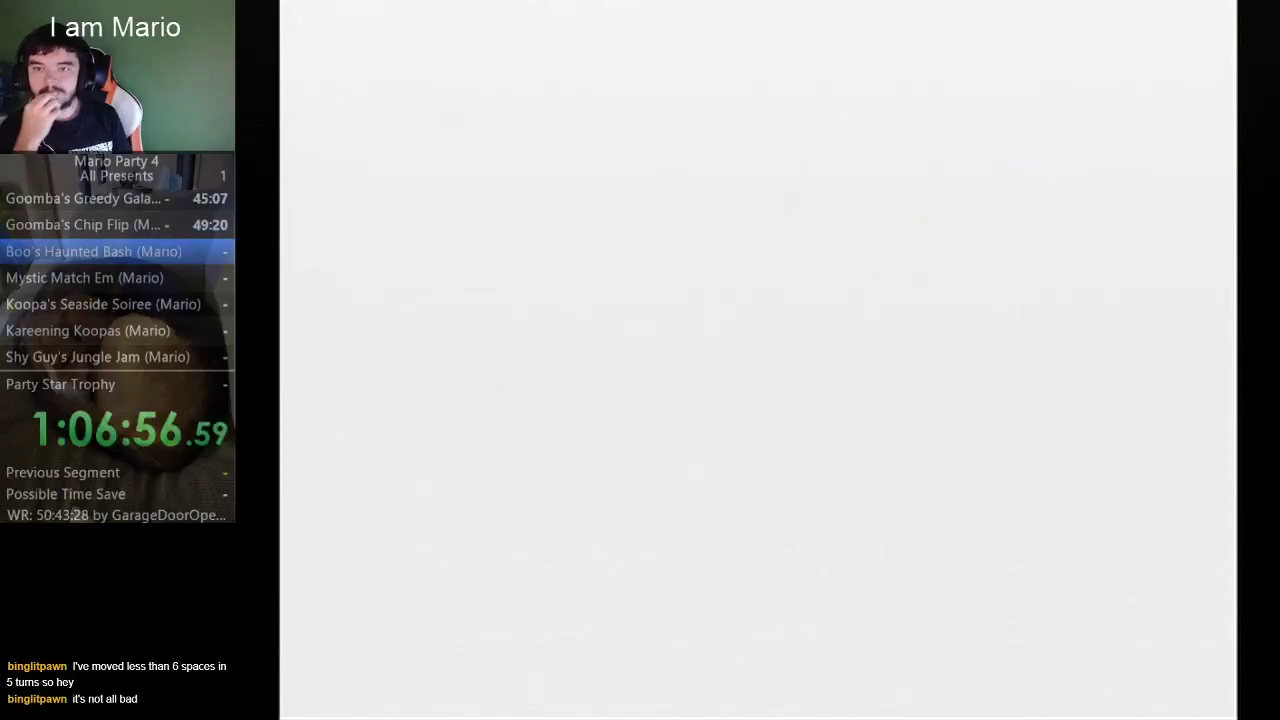 I am Mario
Mario Party 4
All Presents 1
Goomba's Greedy Gala... - 45:07
Goomba's Chip Flip (M... - 49:20
Boo's Haunted Bash (Mario) -
Mystic Match Em (Mario) -
Koopa's Seaside Soiree (Mario) -
Kareening Koopas (Mario) -
Shy Guy's Jungle Jam (Mario) -
Party Star Trophy -
1:06:56.59
Previous Segment -
Possible Time Save -
WR: 50:43:28 by GarageDoorOpe...
binglitpawn I've moved less than 6 spaces in
5 turns so hey
binglitpawn it's not all bad